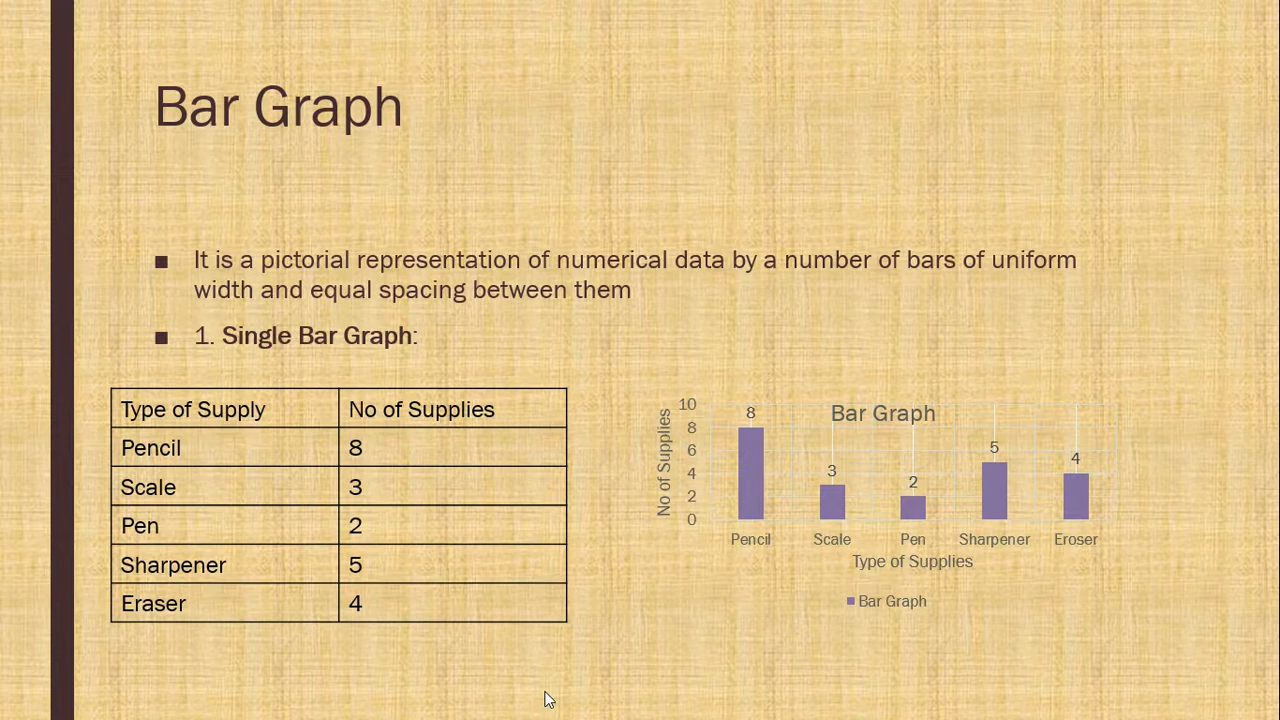 Bar Graph
■ It is a pictorial representation of numerical data by a number of bars of uniform
width and equal spacing between them
■ 1. Single Bar Graph:
Type of Supply No of Supplies
Pencil 8
Scale 3
Pen 2
Sharpener 5
Eraser 4
Bar Graph
No of Supplies
10
8
6
4
2
0
8 3 2 5 4
Pencil Scale Pen Sharpener Eroser
Type of Supplies
Bar Graph